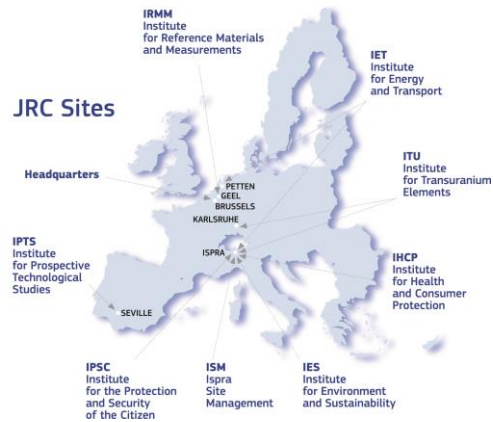 IRMM
Institute
for Reference Materials
and Measurements
IET
Institute
for Energy
and Transport
JRC Sites
ITU
Institute
for Transuranium
Elements
Headquarters
PETTEN
GEEL
BRUSSELS
KARLSRUHE
IPTS
Institute
for Prospective
Technological
Studies
ISPRA
IHCP
Institute
for Health
and Consumer
Protection
SEVILLE
IPSC
Institute
for the Protection
and Security
of the Citizen
ISM
Ispra
Site
Management
IES
Institute
for Environment
and Sustainability